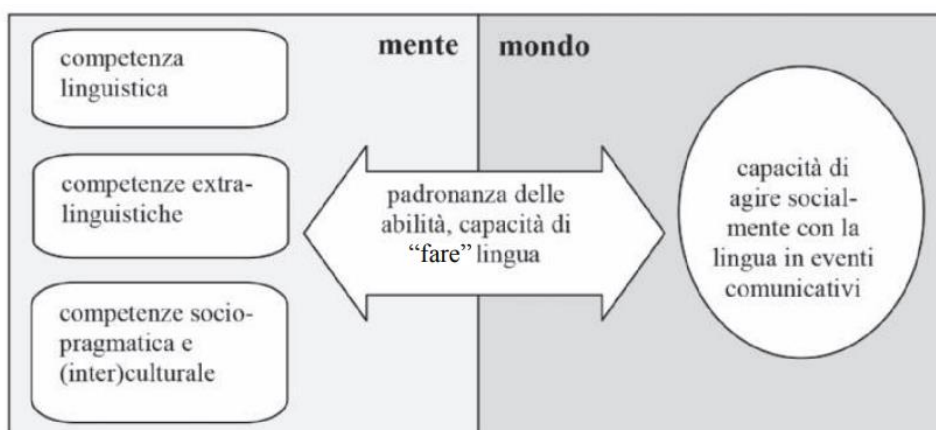 mente
mondo
competenza
linguistica
competenze extra-
linguistiche
competenze socio-
pragmatica e
(inter)culturale
padronanza delle
abilità, capacità di
“fare” lingua
capacità di
agire social-
mente con la
lingua in eventi
comunicativi